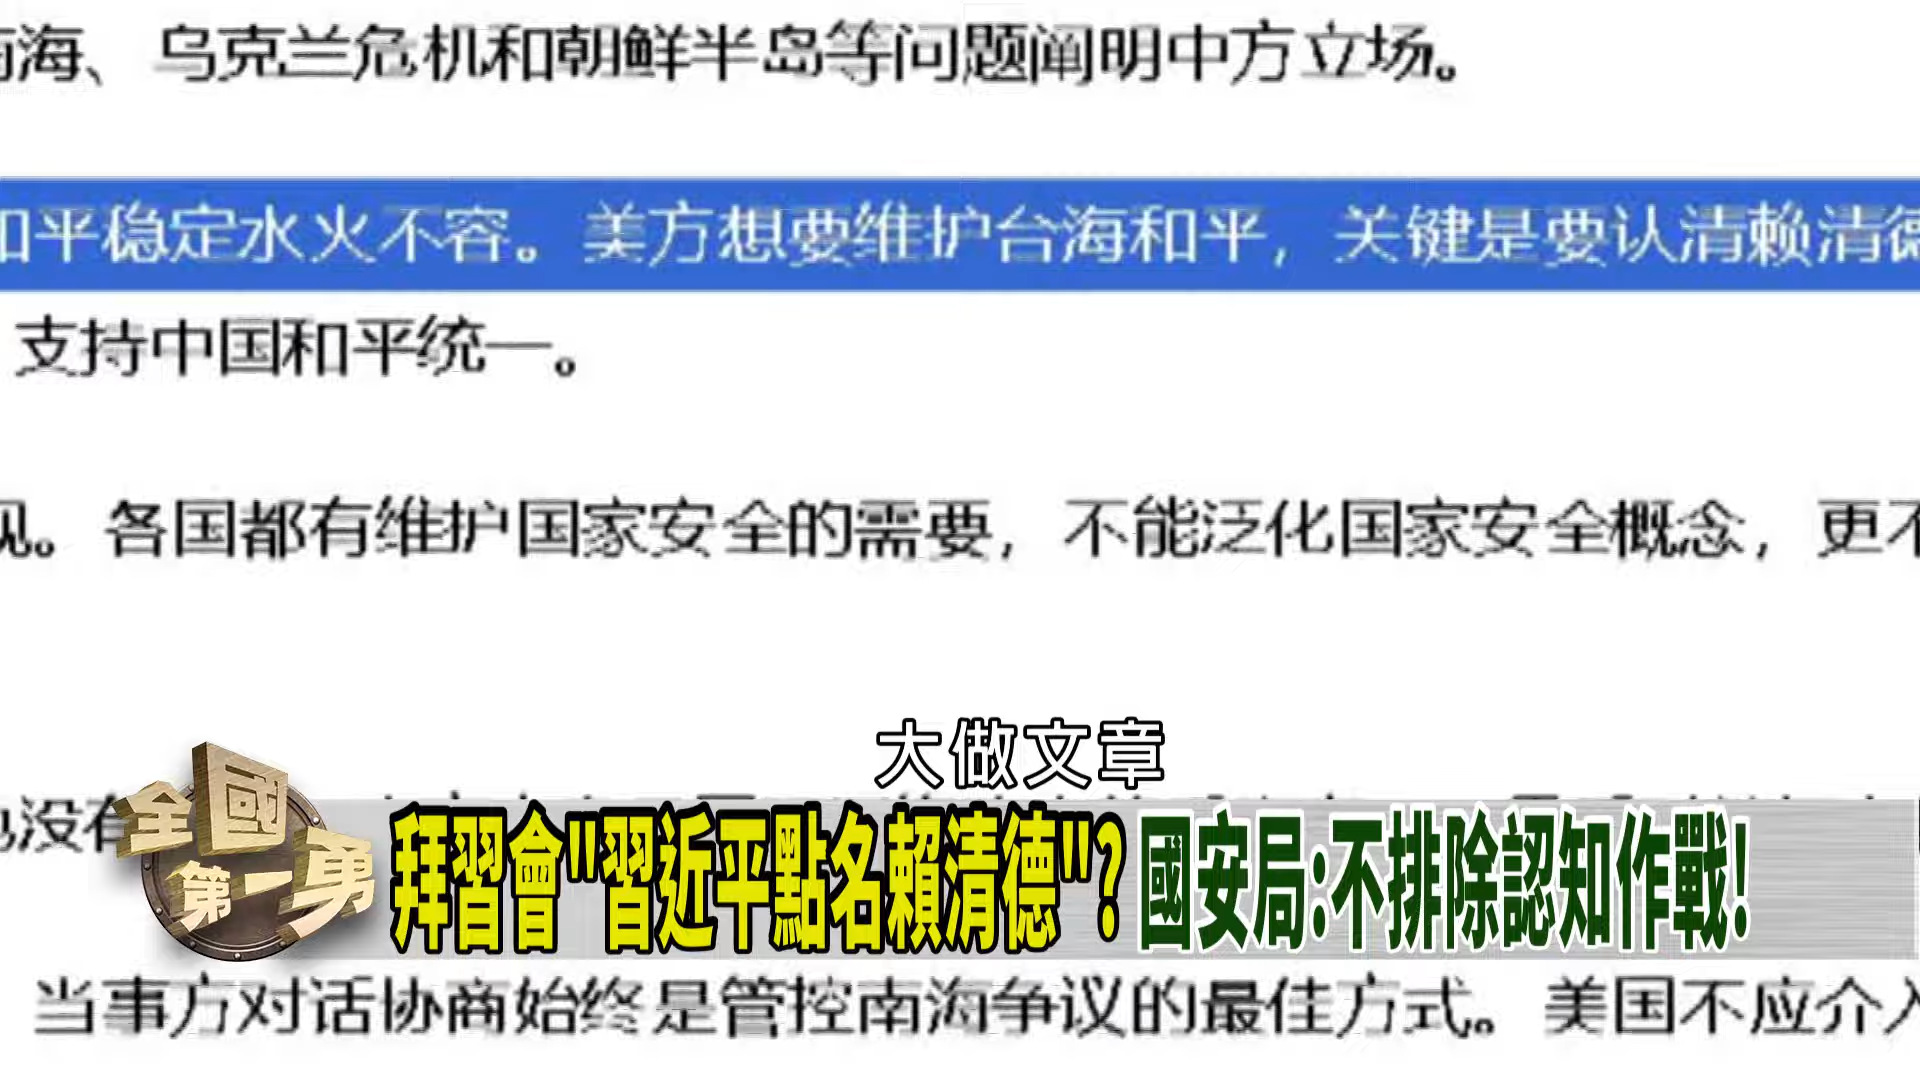 海、乌克兰危机和朝鲜半岛等问题阐明中方立场。
和平稳定水火不容。美方想要维护台海和平，关键是要认清赖清德
支持中国和平统一。
观。各国都有维护国家安全的需要，不能泛化国家安全概念，更不
大做文章
没有
全國第一勇
拜習會"習近平點名賴清德"?國安局:不排除認知作戰!
当事方对话协商始终是管控南海争议的最佳方式。美国不应介入